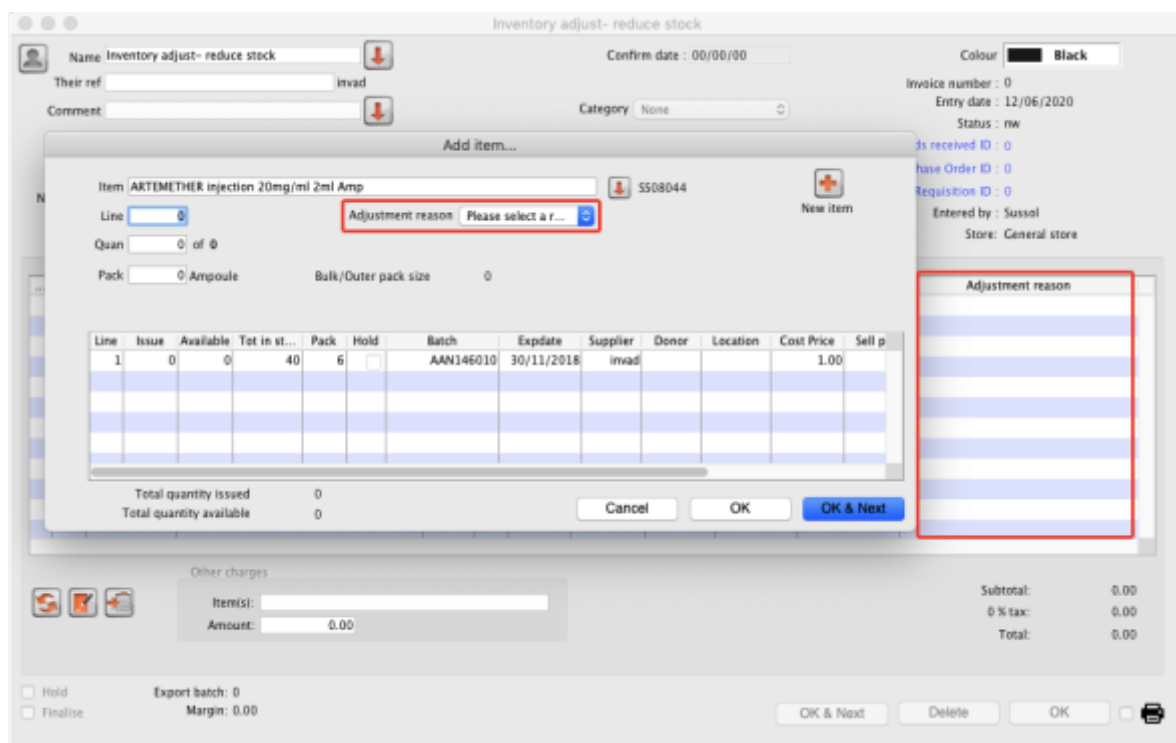 Inventory adjust- reduce stock
Name Inventory adjust- reduce stock Confirm date : 00/00/00 Colour Black
Their ref invad Invoice number : 0
Comment Category None Entry date : 12/06/2020
Status : nw
Add item... ds received ID : 0
hase Order ID : 0
Item ARTEMETHER injection 20mg/ml 2ml Amp SS08044 Requisition ID : 0
N
Line 0 Adjustment reason Please select a r... New item Entered by : Sussol
Quan 0 of 0 Store: General store
Pack 0 Ampoule Bulk/Outer pack size 0
... Adjustment reason
Line Issue Available Tot in st... Pack Hold Batch Expdate Supplier Donor Location Cost Price Sell p
1 0 0 40 6 AAN146010 30/11/2018 invad 1.00
Total quantity issued 0
Total quantity available 0
Cancel OK OK & Next
Other charges
Item(s): Subtotal: 0.00
Amount: 0.00 0 % tax: 0.00
Total: 0.00
Hold Export batch: 0
Finalise Margin: 0.00
OK & Next Delete OK